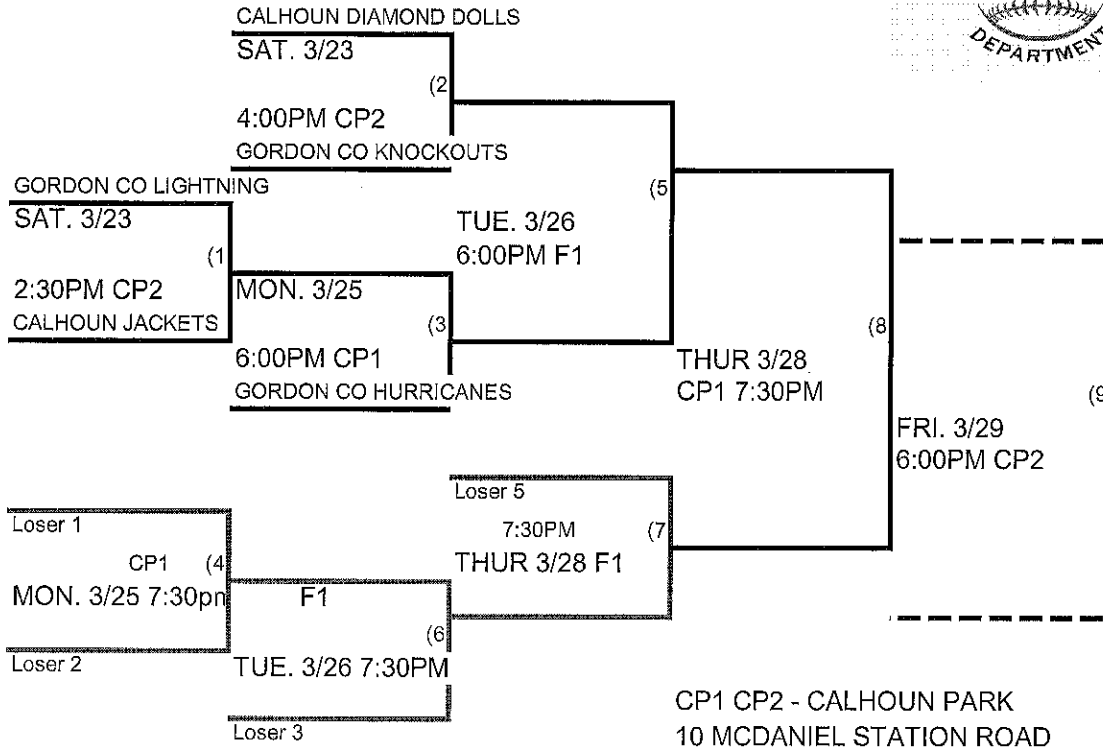 CALHOUN DIAMOND DOLLS
DEPARTMENT
SAT. 3/23
(2
4:00PM CP2
GORDON CO KNOCKOUTS
GORDON CO LIGHTNING
SAT. 3/23
(1
2:30PM CP2
CALHOUN JACKETS
TUE. 3/26
6:00PM F1
(5
MON. 3/25
(3
6:00PM CP1
GORDON CO HURRICANES
THUR 3/28
CP1 7:30PM
(8
FRI. 3/29
6:00PM CP2
(9
Loser 1
CP1 (4
MON. 3/25 7:30pm
Loser 2
Loser 5
7:30PM (7
THUR 3/28 F1
F1
(6
TUE. 3/26 7:30PM
Loser 3
CP1 CP2 - CALHOUN PARK
10 MCDANIEL STATION ROAD